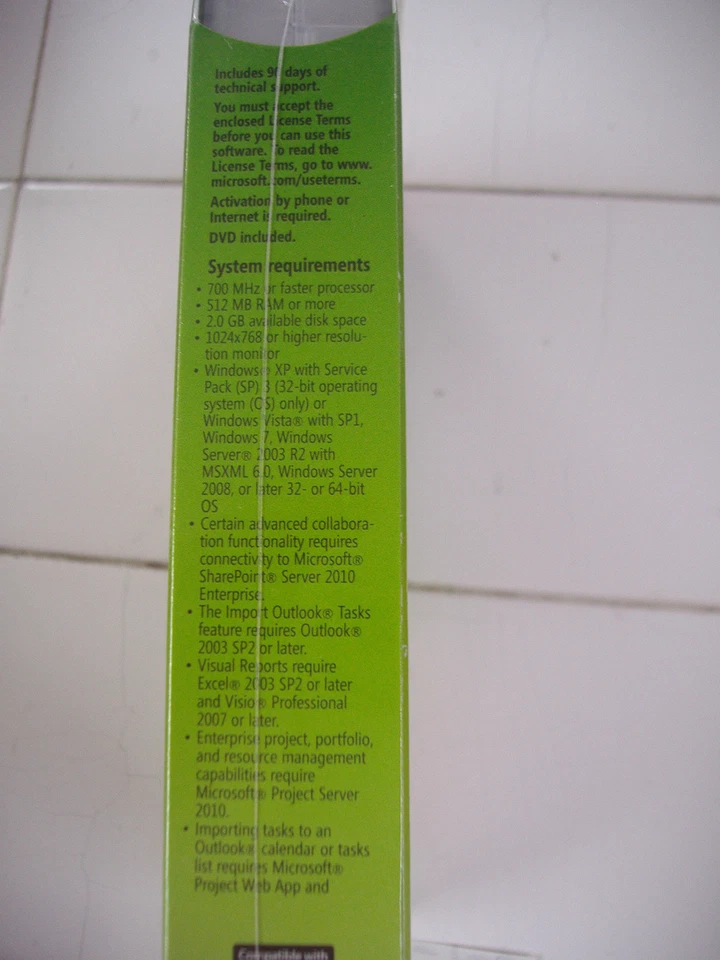 Includes 90 days of
technical support.
You must accept the
enclosed License Terms
before you can use this
software. To read the
License Terms, go to www.
microsoft.com/useterms.
Activation by phone or
Internet is required.
DVD included.
System requirements
• 700 MHz or faster processor
• 512 MB RAM or more
• 2.0 GB available disk space
• 1024x768 or higher resolu-
tion monitor
• Windows® XP with Service
Pack (SP) 3 (32-bit operating
system (OS) only) or
Windows Vista® with SP1,
Windows 7, Windows
Server® 2003 R2 with
MSXML 6.0, Windows Server
2008, or later 32- or 64-bit
OS
• Certain advanced collabora-
tion functionality requires
connectivity to Microsoft®
SharePoint® Server 2010
Enterprise.
• The Import Outlook® Tasks
feature requires Outlook®
2003 SP2 or later.
• Visual Reports require
Excel® 2003 SP2 or later
and Visio® Professional
2007 or later.
• Enterprise project, portfolio,
and resource management
capabilities require
Microsoft® Project Server
2010.
• Importing tasks to an
Outlook® calendar or tasks
list requires Microsoft®
Project Web App and
Compatible with